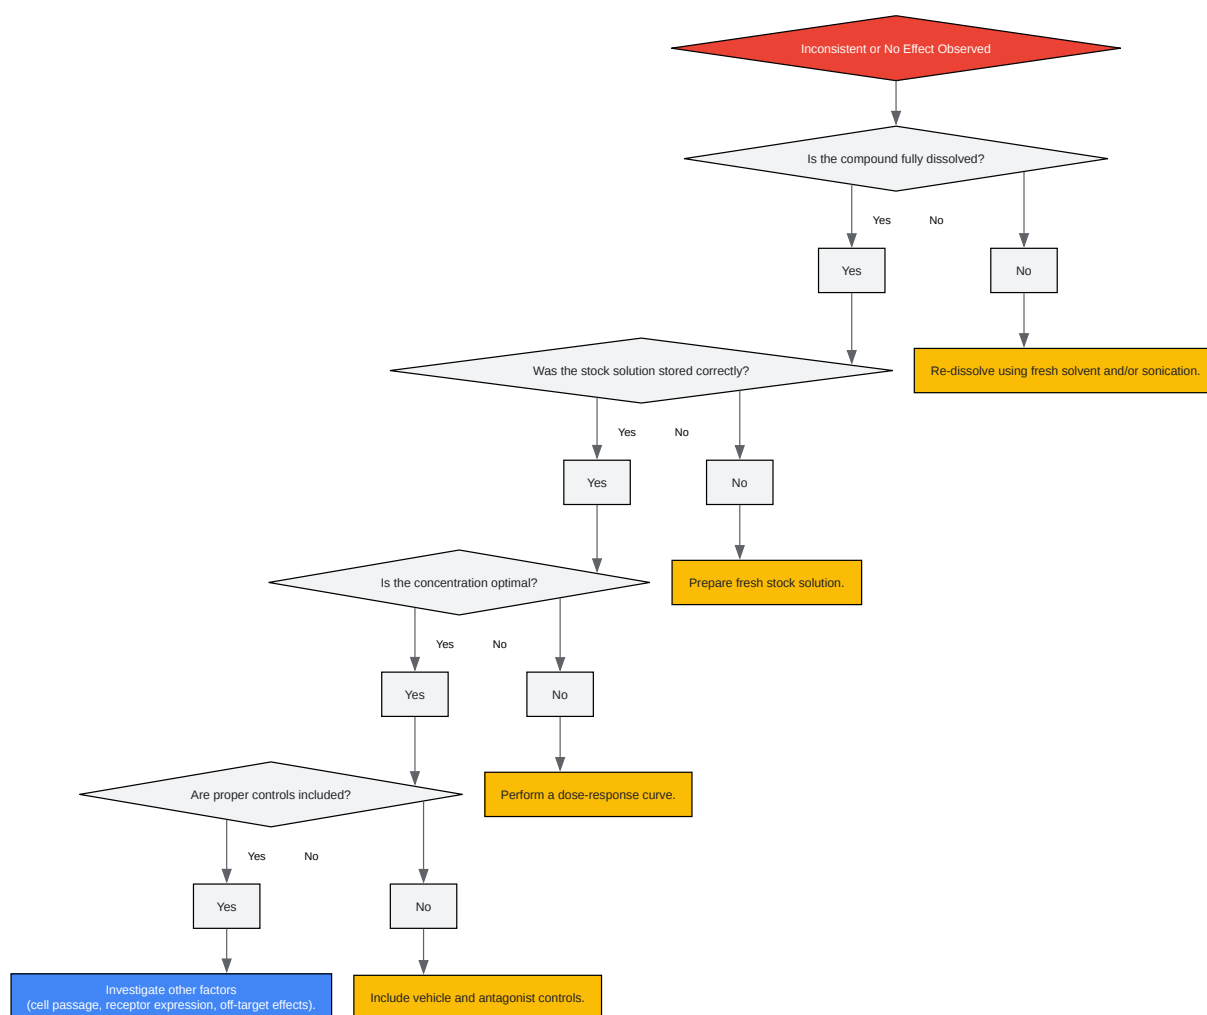 Inconsistent or No Effect Observed
Is the compound fully dissolved?
Yes
No
Yes
No
Was the stock solution stored correctly?
Re-dissolve using fresh solvent and/or sonication.
Yes
No
Yes
No
Is the concentration optimal?
Prepare fresh stock solution.
Yes
No
Yes
No
Are proper controls included?
Perform a dose-response curve.
Yes
No
Yes
No
Investigate other factors
(cell passage, receptor expression, off-target effects).
Include vehicle and antagonist controls.